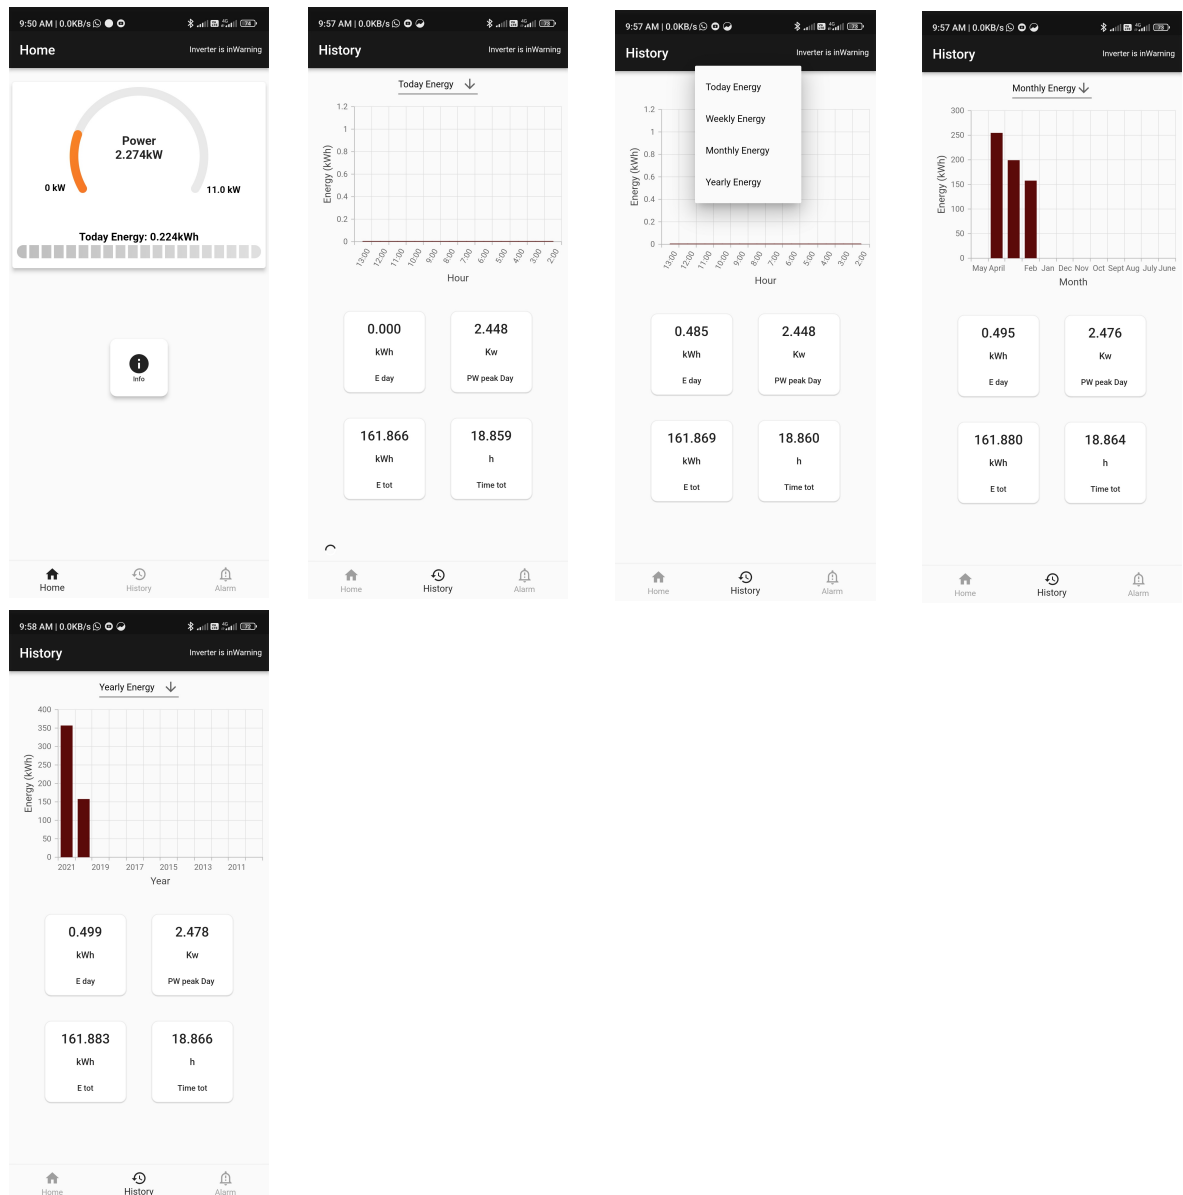 9:50 AM | 0.0KB/s
Home
Inverter is inWarning
Power
2.274kW
0 kW
11.0 kW
Today Energy: 0.224kWh
Info
Home
History
Alarm
9:57 AM | 0.0KB/s
History
Inverter is inWarning
Today Energy
1.2
1
0.8
0.6
0.4
0.2
0
Energy (kWh)
13:00 12:00 11:00 10:00 9:00 8:00 7:00 6:00 5:00 4:00 3:00 2:00
Hour
0.000
kWh
E day
2.448
Kw
PW peak Day
161.866
kWh
E tot
18.859
h
Time tot
Home
History
Alarm
9:57 AM | 0.0KB/s
History
Inverter is inWarning
Today Energy
Weekly Energy
Monthly Energy
Yearly Energy
1.2
1
0.8
0.6
0.4
0.2
0
Energy (kWh)
13:00 12:00 11:00 10:00 9:00 8:00 7:00 6:00 5:00 4:00 3:00 2:00
Hour
0.485
kWh
E day
2.448
Kw
PW peak Day
161.869
kWh
E tot
18.860
h
Time tot
Home
History
Alarm
9:57 AM | 0.0KB/s
History
Inverter is inWarning
Monthly Energy
300
250
200
150
100
50
0
Energy (kWh)
May April Feb Jan Dec Nov Oct Sept Aug July June
Month
0.495
kWh
E day
2.476
Kw
PW peak Day
161.880
kWh
E tot
18.864
h
Time tot
Home
History
Alarm
9:58 AM | 0.0KB/s
History
Inverter is inWarning
Yearly Energy
400
350
300
250
200
150
100
50
0
Energy (kWh)
2021 2019 2017 2015 2013 2011
Year
0.499
kWh
E day
2.478
Kw
PW peak Day
161.883
kWh
E tot
18.866
h
Time tot
Home
History
Alarm